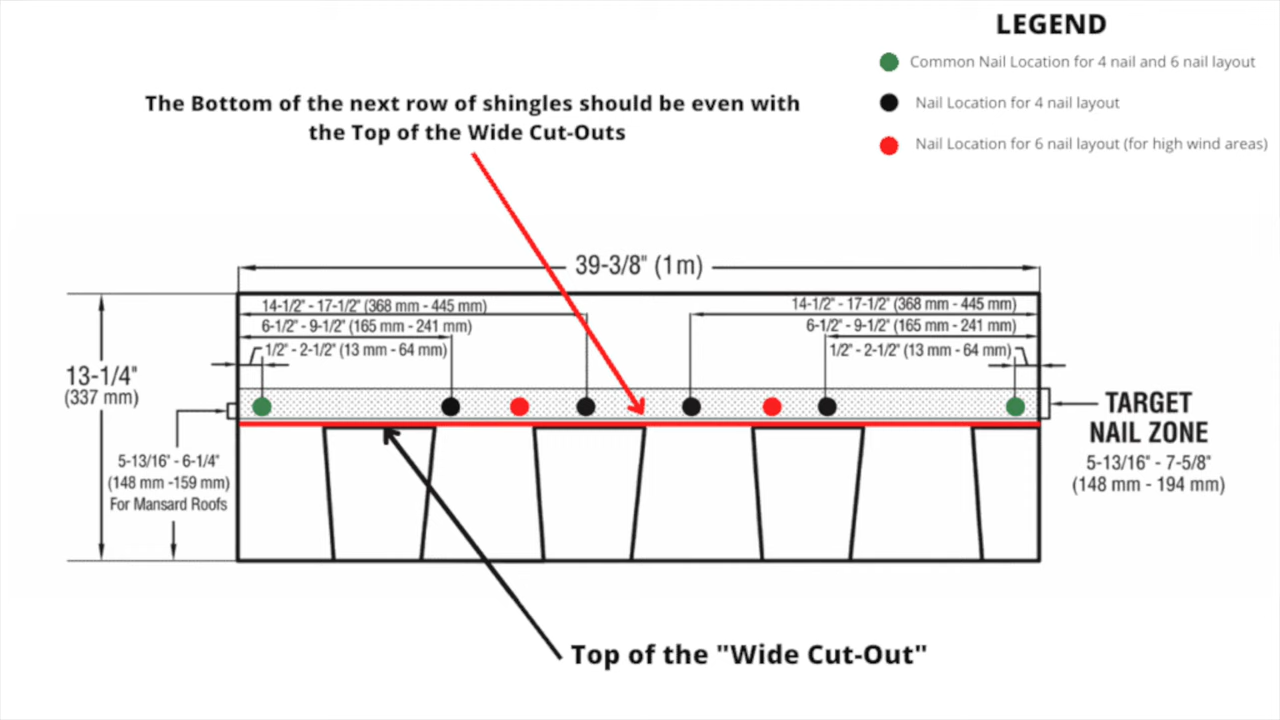 LEGEND
Common Nail Location for 4 nail and 6 nail layout
Nail Location for 4 nail layout
Nail Location for 6 nail layout (for high wind areas)
The Bottom of the next row of shingles should be even with
the Top of the Wide Cut-Outs
39-3/8" (1m)
14-1/2" - 17-1/2" (368 mm - 445 mm)
14-1/2" - 17-1/2" (368 mm - 445 mm)
6-1/2" - 9-1/2" (165 mm - 241 mm)
6-1/2" - 9-1/2" (165 mm - 241 mm)
1/2" - 2-1/2" (13 mm - 64 mm)
1/2" - 2-1/2" (13 mm - 64 mm)
13-1/4"
(337 mm)
TARGET
NAIL ZONE
5-13/16" - 7-5/8"
(148 mm - 194 mm)
5-13/16" - 6-1/4"
(148 mm -159 mm)
For Mansard Roofs
Top of the "Wide Cut-Out"